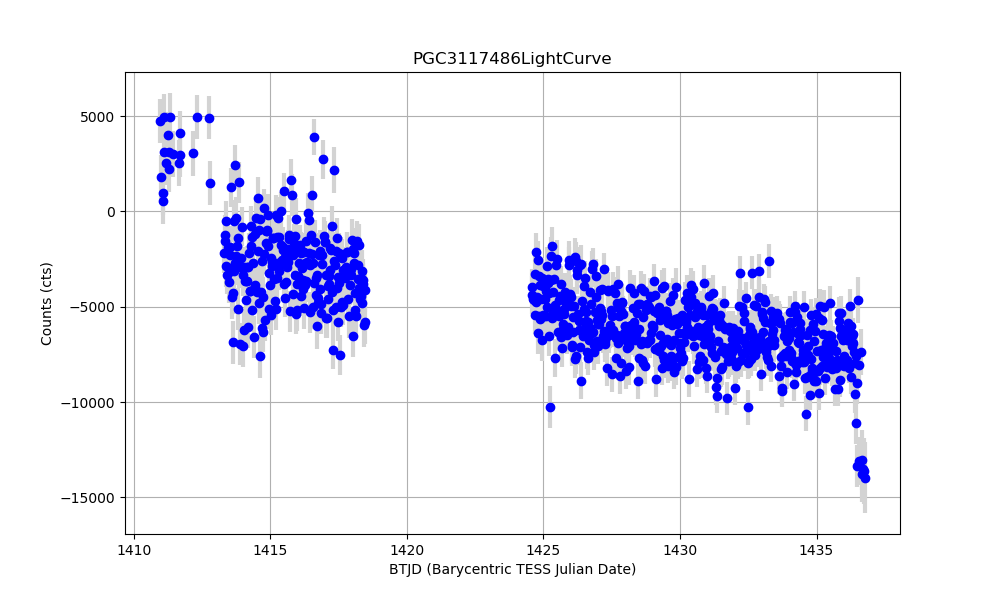 PGC3117486LightCurve
Counts (cts)
5000
0
−5000
−10000
−15000
1410 1415 1420 1425 1430 1435
BTJD (Barycentric TESS Julian Date)